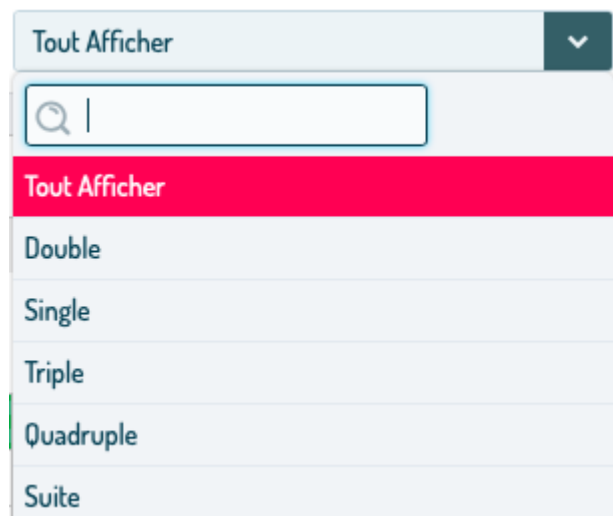 Tout Afficher
Tout Afficher
Double
Single
Triple
Quadruple
Suite